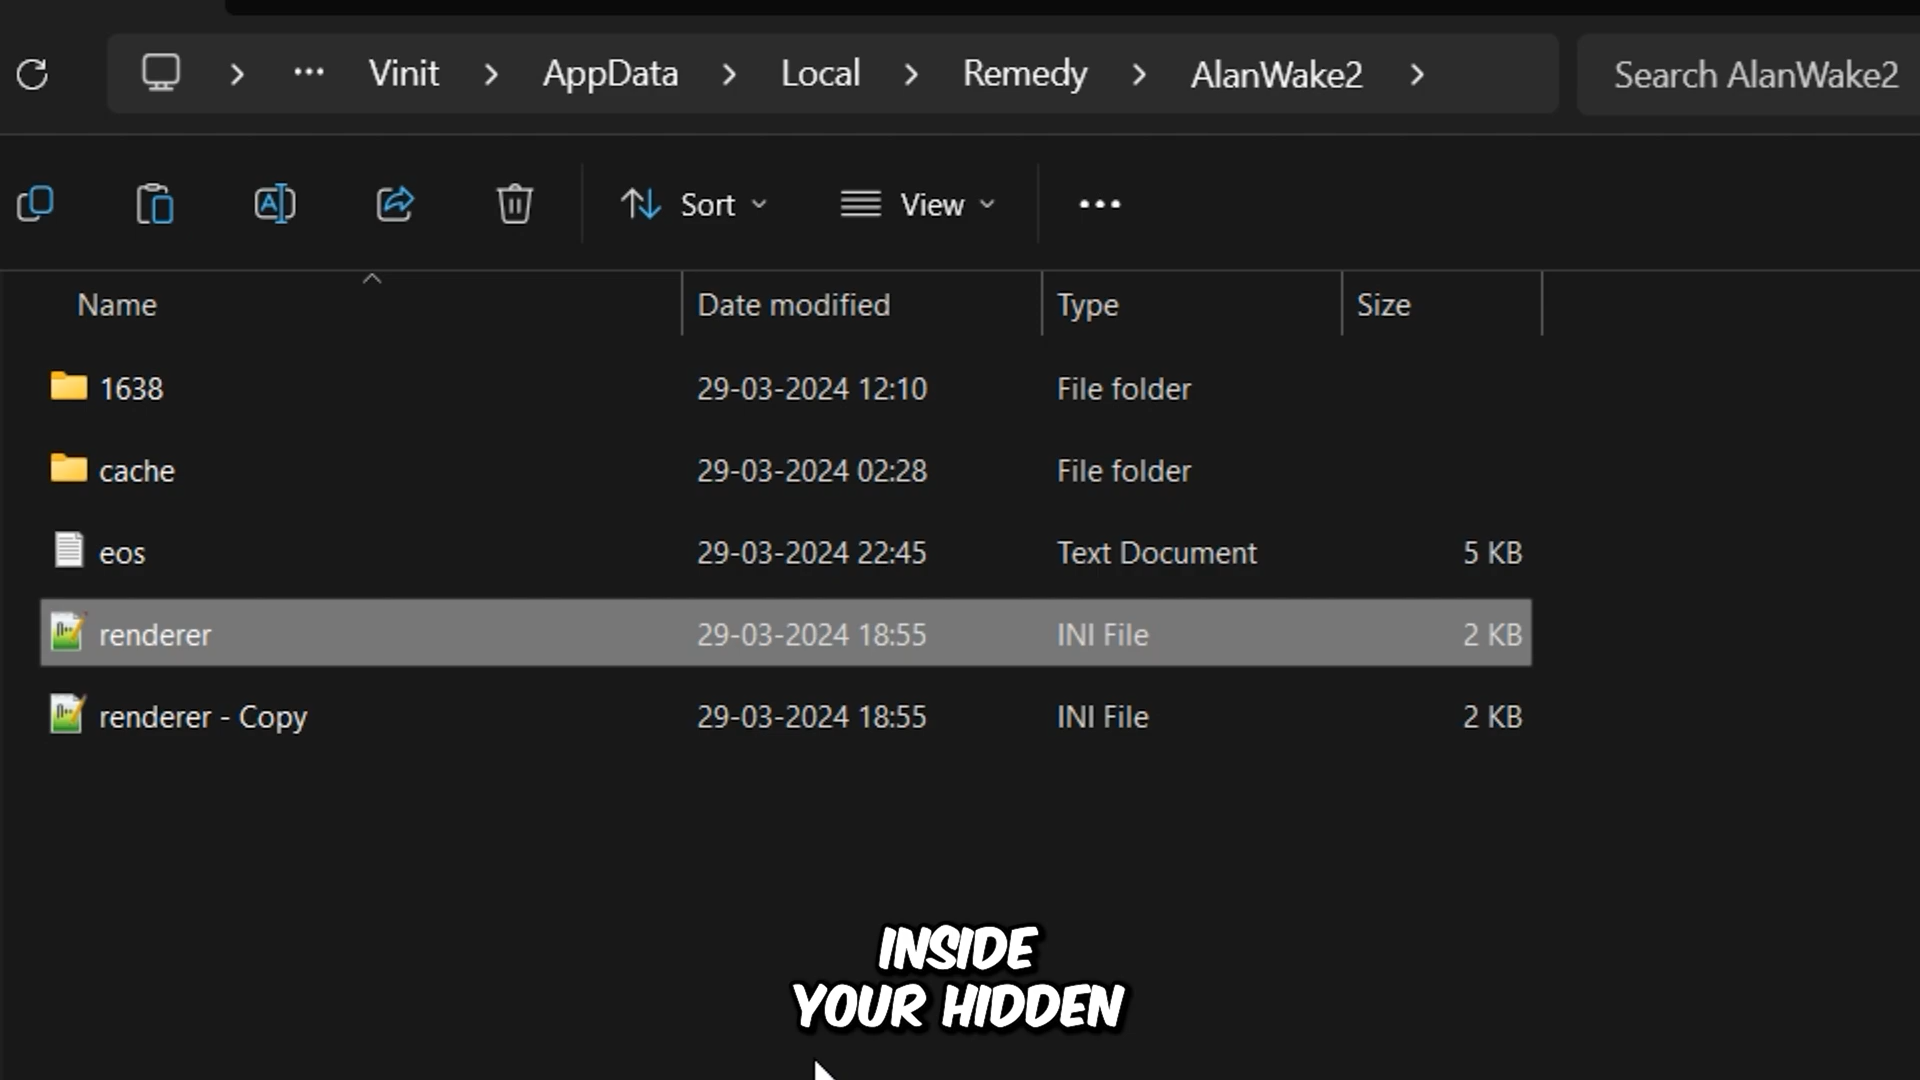 Vinit > AppData > Local > Remedy > AlanWake2 >
Search AlanWake2
Sort
View
Name Date modified Type Size
1638 29-03-2024 12:10 File folder
cache 29-03-2024 02:28 File folder
eos 29-03-2024 22:45 Text Document 5 KB
renderer 29-03-2024 18:55 INI File 2 KB
renderer - Copy 29-03-2024 18:55 INI File 2 KB
INSIDE
YOUR HIDDEN